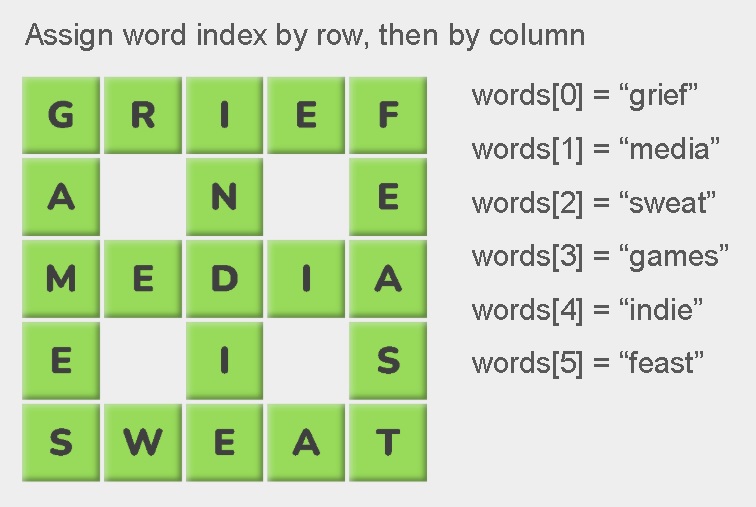 Assign word index by row, then by column
G R I E F
A N E
M E D I A
E I S
S W E A T
words[0] = “grief”
words[1] = “media”
words[2] = “sweat”
words[3] = “games”
words[4] = “indie”
words[5] = “feast”